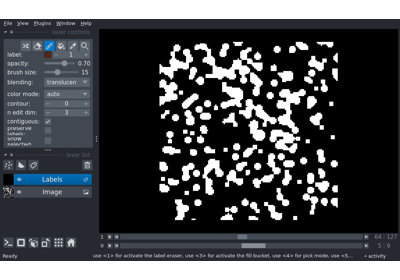 File View Plugins Window Help
layer controls
label: 1
opacity: 0.70
brush size: 15
blending: translucen
color mode: auto
contour: 0
n edit dim: 3
contiguous:
preserve
labels:
show
selected:
layer list
Labels
Image
1 64 127
0 5 9
Ready use <1> for activate the label eraser, use <3> for activate the fill bucket, use <4> for pick mode, use <5... activity